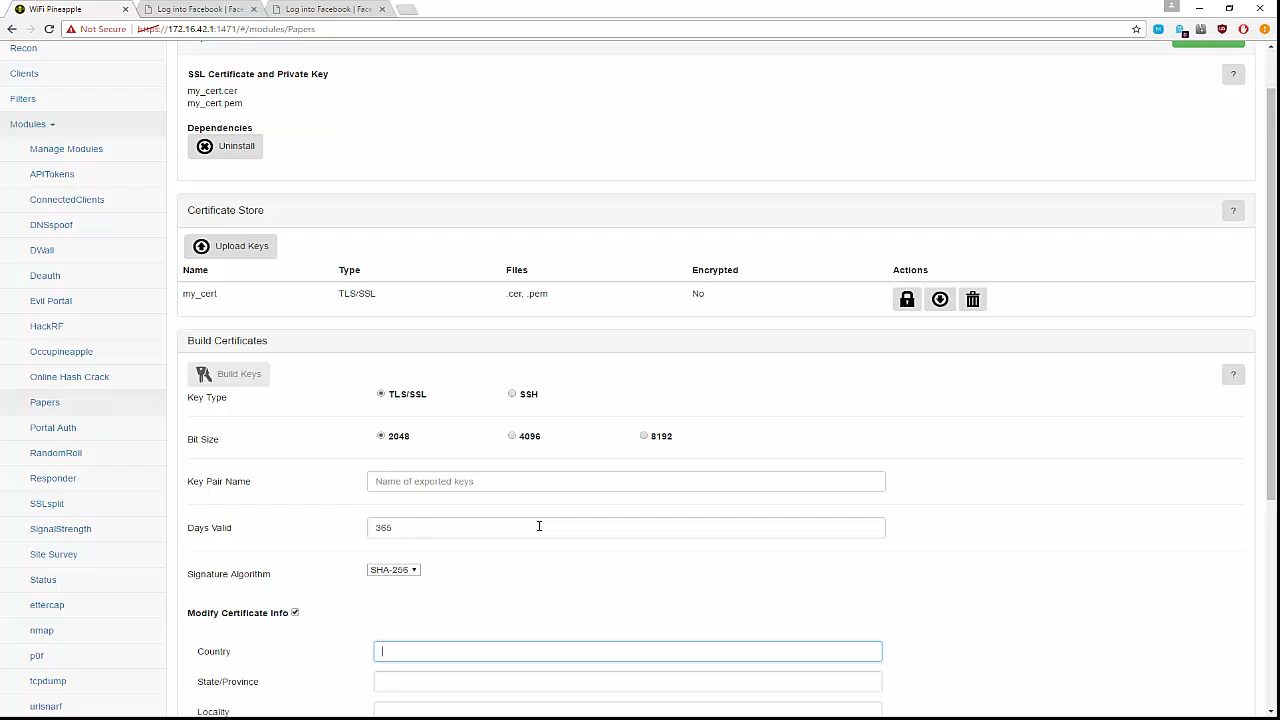 WiFi Pineapple
Log into Facebook | Face
Log into Facebook | Face
Not Secure
https://172.16.42.1:1471/#/modules/Papers
Recon
Clients
Filters
Modules
Manage Modules
APITokens
ConnectedClients
DNSspoof
DWall
Deauth
Evil Portal
HackRF
Occupineapple
Online Hash Crack
Papers
Portal Auth
RandomRoll
Responder
SSLsplit
SignalStrength
Site Survey
Status
ettercap
nmap
p0f
tcpdump
urlsnarf
SSL Certificate and Private Key
?
my_cert.cer
my_cert.pem
Dependencies
Uninstall
Certificate Store
?
Upload Keys
Name Type Files Encrypted Actions
my_cert TLS/SSL .cer, .pem No
Build Certificates
Build Keys
?
Key Type TLS/SSL SSH
Bit Size 2048 4096 8192
Key Pair Name Name of exported keys
Days Valid 365
Signature Algorithm SHA-256
Modify Certificate Info
Country
State/Province
Locality